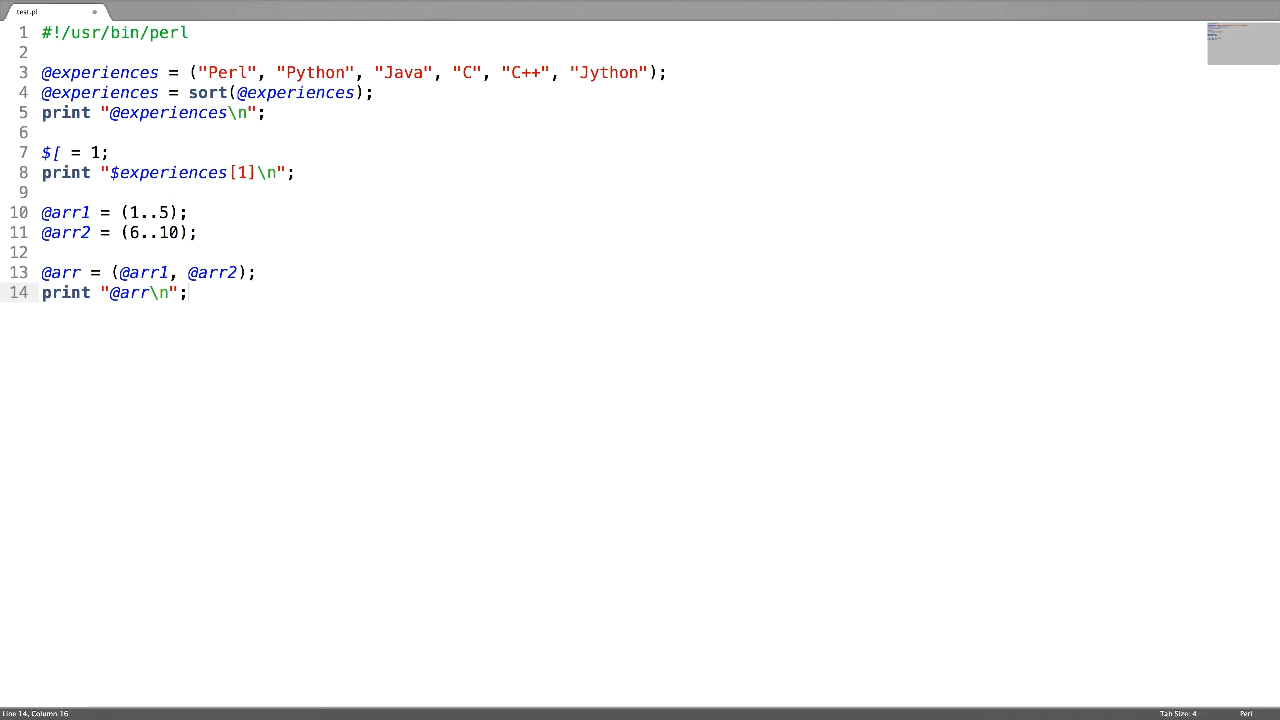 test.pl
1 #!/usr/bin/perl
2
3 @experiences = ("Perl", "Python", "Java", "C", "C++", "Jython");
4 @experiences = sort(@experiences);
5 print "@experiences\n";
6
7 $[ = 1;
8 print "$experiences[1]\n";
9
10 @arr1 = (1..5);
11 @arr2 = (6..10);
12
13 @arr = (@arr1, @arr2);
14 print "@arr\n";
Line 14, Column 16 Tab Size: 4 Perl